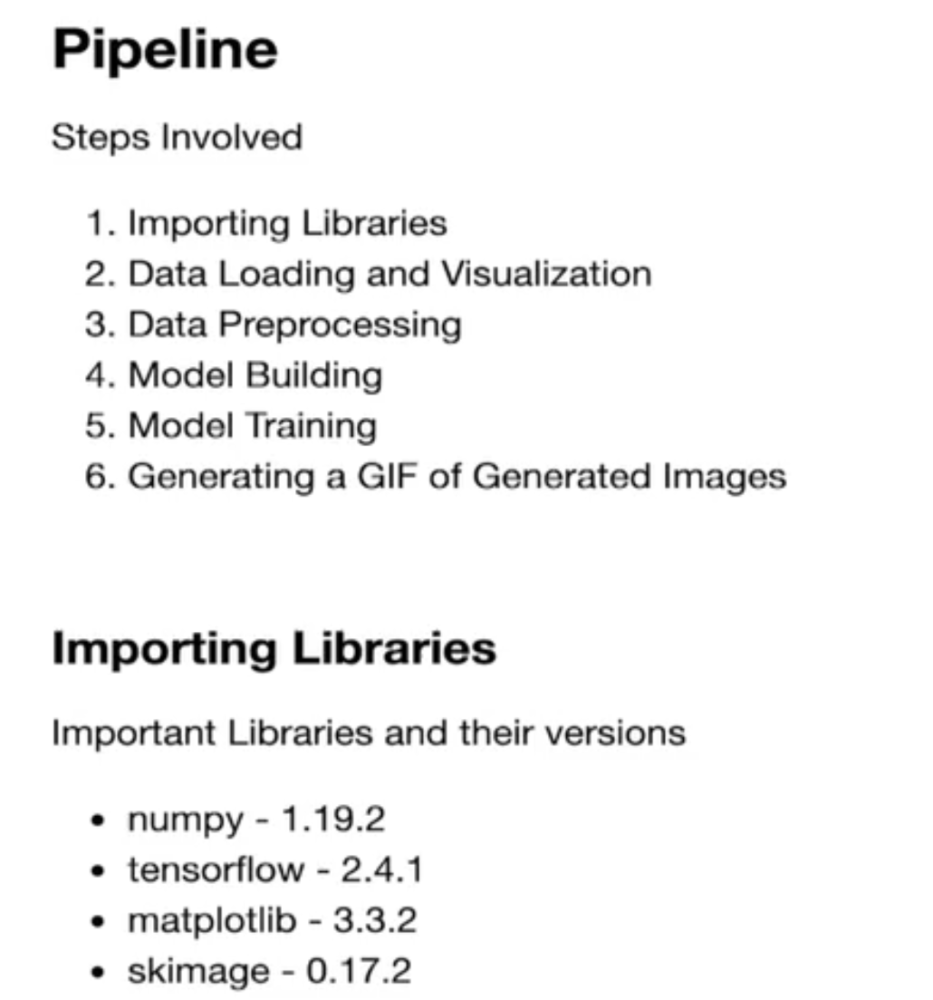 Pipeline
Steps Involved
1. Importing Libraries
2. Data Loading and Visualization
3. Data Preprocessing
4. Model Building
5. Model Training
6. Generating a GIF of Generated Images
Importing Libraries
Important Libraries and their versions
• numpy - 1.19.2
• tensorflow - 2.4.1
• matplotlib - 3.3.2
• skimage - 0.17.2